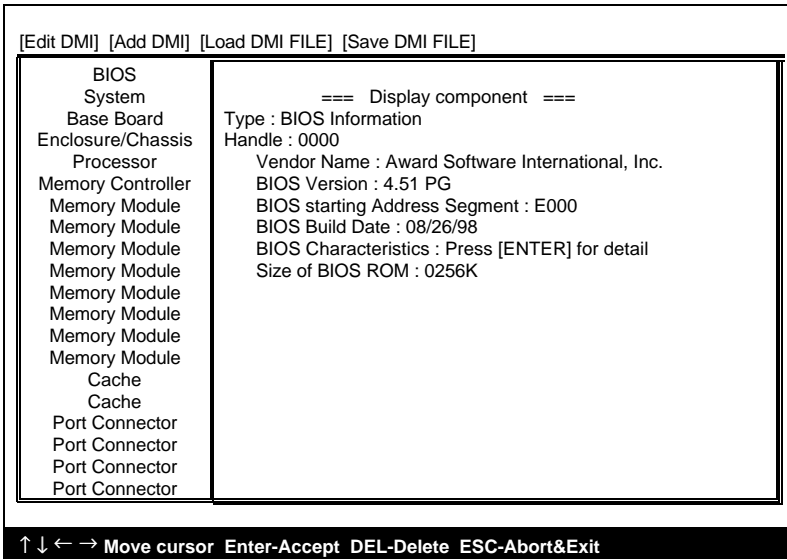 [Edit DMI] [Add DMI] [Load DMI FILE] [Save DMI FILE]
BIOS
System
Base Board
Enclosure/Chassis
Processor
Memory Controller
Memory Module
Memory Module
Memory Module
Memory Module
Memory Module
Memory Module
Memory Module
Memory Module
Cache
Cache
Port Connector
Port Connector
Port Connector
Port Connector
=== Display component ===
Type : BIOS Information
Handle : 0000
Vendor Name : Award Software International, Inc.
BIOS Version : 4.51 PG
BIOS starting Address Segment : E000
BIOS Build Date : 08/26/98
BIOS Characteristics : Press [ENTER] for detail
Size of BIOS ROM : 0256K
↑↓← → Move cursor Enter-Accept DEL-Delete ESC-Abort&Exit